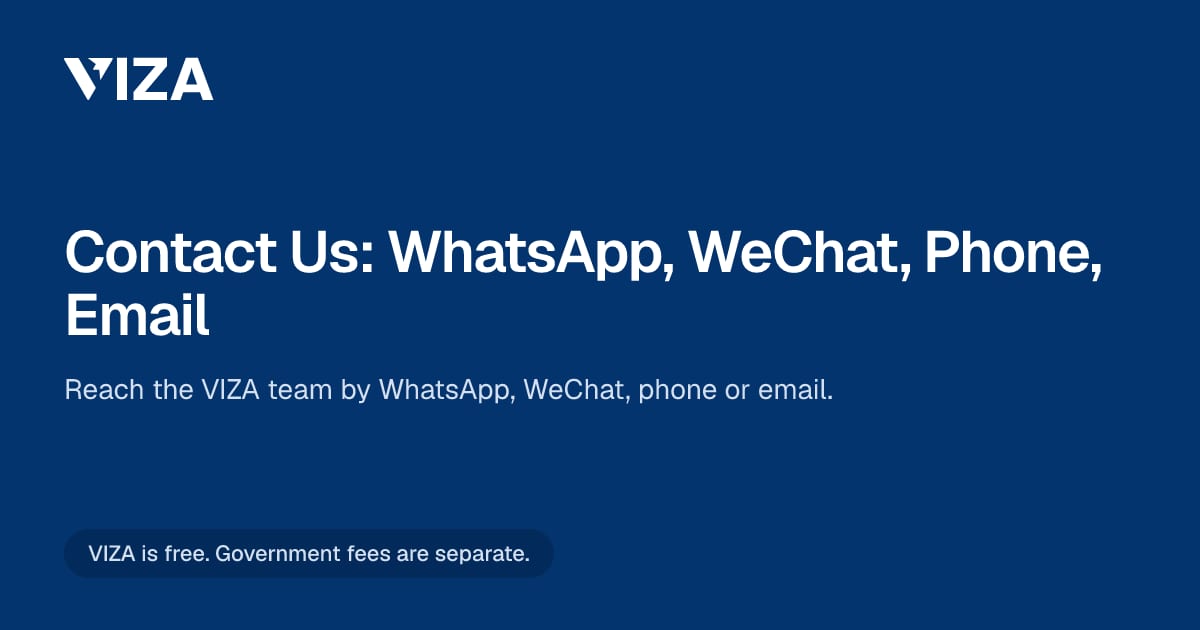 VIZA
Contact Us: WhatsApp, WeChat, Phone,
Email
Reach the VIZA team by WhatsApp, WeChat, phone or email.
VIZA is free. Government fees are separate.